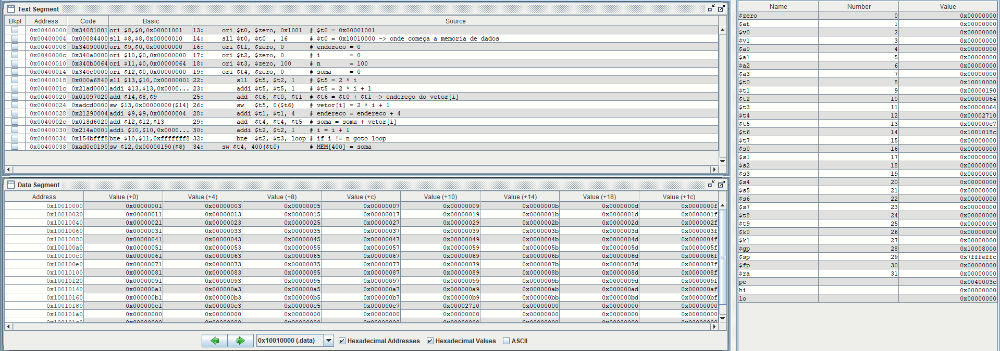 Text Segment
Bkpt Address Code Basic Source
0x00400000 0x34081001 ori $8,$0,0x00001001 13: ori $t0, $zero, 0x1001 # $t0 = 0x00001001
0x00400004 0x00084400 sll $8,$8,0x00000010 14: sll $t0, $t0 , 16 # $t0 = 0x10010000 -> onde começa a memoria de dados
0x00400008 0x34090000 ori $9,$0,0x00000000 16: ori $t1, $zero, 0 # endereco = 0
0x0040000c 0x340a0000 ori $10,$0,0x00000000 17: ori $t2, $zero, 0 # i = 0
0x00400010 0x340b0064 ori $11,$0,0x00000064 18: ori $t3, $zero, 100 # n = 100
0x00400014 0x340c0000 ori $12,$0,0x00000000 19: ori $t4, $zero, 0 # soma = 0
0x00400018 0x000a6840 sll $13,$10,0x00000001 22: sll $t5, $t2, 1 # $t5 = 2 * i
0x0040001c 0x21ad0001 addi $13,$13,0x0000... 23: addi $t5, $t5, 1 # $t5 = 2 * i + 1
0x00400020 0x01097020 add $14,$8,$9 25: add $t6, $t0, $t1 # $t6 = $t0 + $t1 -> endereço do vetor[i]
0x00400024 0xadcd0000 sw $13,0x00000000($14) 26: sw $t5, 0($t6) # vetor[i] = 2 * i + 1
0x00400028 0x21290004 addi $9,$9,0x00000004 28: addi $t1, $t1, 4 # endereco = endereco + 4
0x0040002c 0x018d6020 add $12,$12,$13 29: add $t4, $t4, $t5 # soma = soma + vetor[i]
0x00400030 0x214a0001 addi $10,$10,0x0000... 30: addi $t2, $t2, 1 # i = i + 1
0x00400034 0x154bfff8 bne $10,$11,0xfffffff8 32: bne $t2, $t3, loop # if i != n goto loop
0x00400038 0xad0c0190 sw $12,0x00000190($8) 34: sw $t4, 400($t0) # MEM[400] = soma
Data Segment
Address Value (+0) Value (+4) Value (+8) Value (+c) Value (+10) Value (+14) Value (+18) Value (+1c)
0x10010000 0x00000001 0x00000003 0x00000005 0x00000007 0x00000009 0x0000000b 0x0000000d 0x0000000f
0x10010020 0x00000011 0x00000013 0x00000015 0x00000017 0x00000019 0x0000001b 0x0000001d 0x0000001f
0x10010040 0x00000021 0x00000023 0x00000025 0x00000027 0x00000029 0x0000002b 0x0000002d 0x0000002f
0x10010060 0x00000031 0x00000033 0x00000035 0x00000037 0x00000039 0x0000003b 0x0000003d 0x0000003f
0x10010080 0x00000041 0x00000043 0x00000045 0x00000047 0x00000049 0x0000004b 0x0000004d 0x0000004f
0x100100a0 0x00000051 0x00000053 0x00000055 0x00000057 0x00000059 0x0000005b 0x0000005d 0x0000005f
0x100100c0 0x00000061 0x00000063 0x00000065 0x00000067 0x00000069 0x0000006b 0x0000006d 0x0000006f
0x100100e0 0x00000071 0x00000073 0x00000075 0x00000077 0x00000079 0x0000007b 0x0000007d 0x0000007f
0x10010100 0x00000081 0x00000083 0x00000085 0x00000087 0x00000089 0x0000008b 0x0000008d 0x0000008f
0x10010120 0x00000091 0x00000093 0x00000095 0x00000097 0x00000099 0x0000009b 0x0000009d 0x0000009f
0x10010140 0x000000a1 0x000000a3 0x000000a5 0x000000a7 0x000000a9 0x000000ab 0x000000ad 0x000000af
0x10010160 0x000000b1 0x000000b3 0x000000b5 0x000000b7 0x000000b9 0x000000bb 0x000000bd 0x000000bf
0x10010180 0x000000c1 0x000000c3 0x000000c5 0x000000c7 0x00002710 0x00000000 0x00000000 0x00000000
0x100101a0 0x00000000 0x00000000 0x00000000 0x00000000 0x00000000 0x00000000 0x00000000 0x00000000
0x100101c0 0x00000000 0x00000000 0x00000000 0x00000000 0x00000000 0x00000000 0x00000000 0x00000000
0x10010000 (.data) Hexadecimal Addresses Hexadecimal Values ASCII
Name Number Value
$zero 0 0x00000000
$at 1 0x00000000
$v0 2 0x00000000
$v1 3 0x00000000
$a0 4 0x00000000
$a1 5 0x00000000
$a2 6 0x00000000
$a3 7 0x00000000
$t0 8 0x10010000
$t1 9 0x00000190
$t2 10 0x00000064
$t3 11 0x00000064
$t4 12 0x00002710
$t5 13 0x000000c7
$t6 14 0x1001018c
$t7 15 0x00000000
$s0 16 0x00000000
$s1 17 0x00000000
$s2 18 0x00000000
$s3 19 0x00000000
$s4 20 0x00000000
$s5 21 0x00000000
$s6 22 0x00000000
$s7 23 0x00000000
$t8 24 0x00000000
$t9 25 0x00000000
$k0 26 0x00000000
$k1 27 0x00000000
$gp 28 0x10008000
$sp 29 0x7fffeffc
$fp 30 0x00000000
$ra 31 0x00000000
pc 0x0040003c
hi 0x00000000
lo 0x00000000